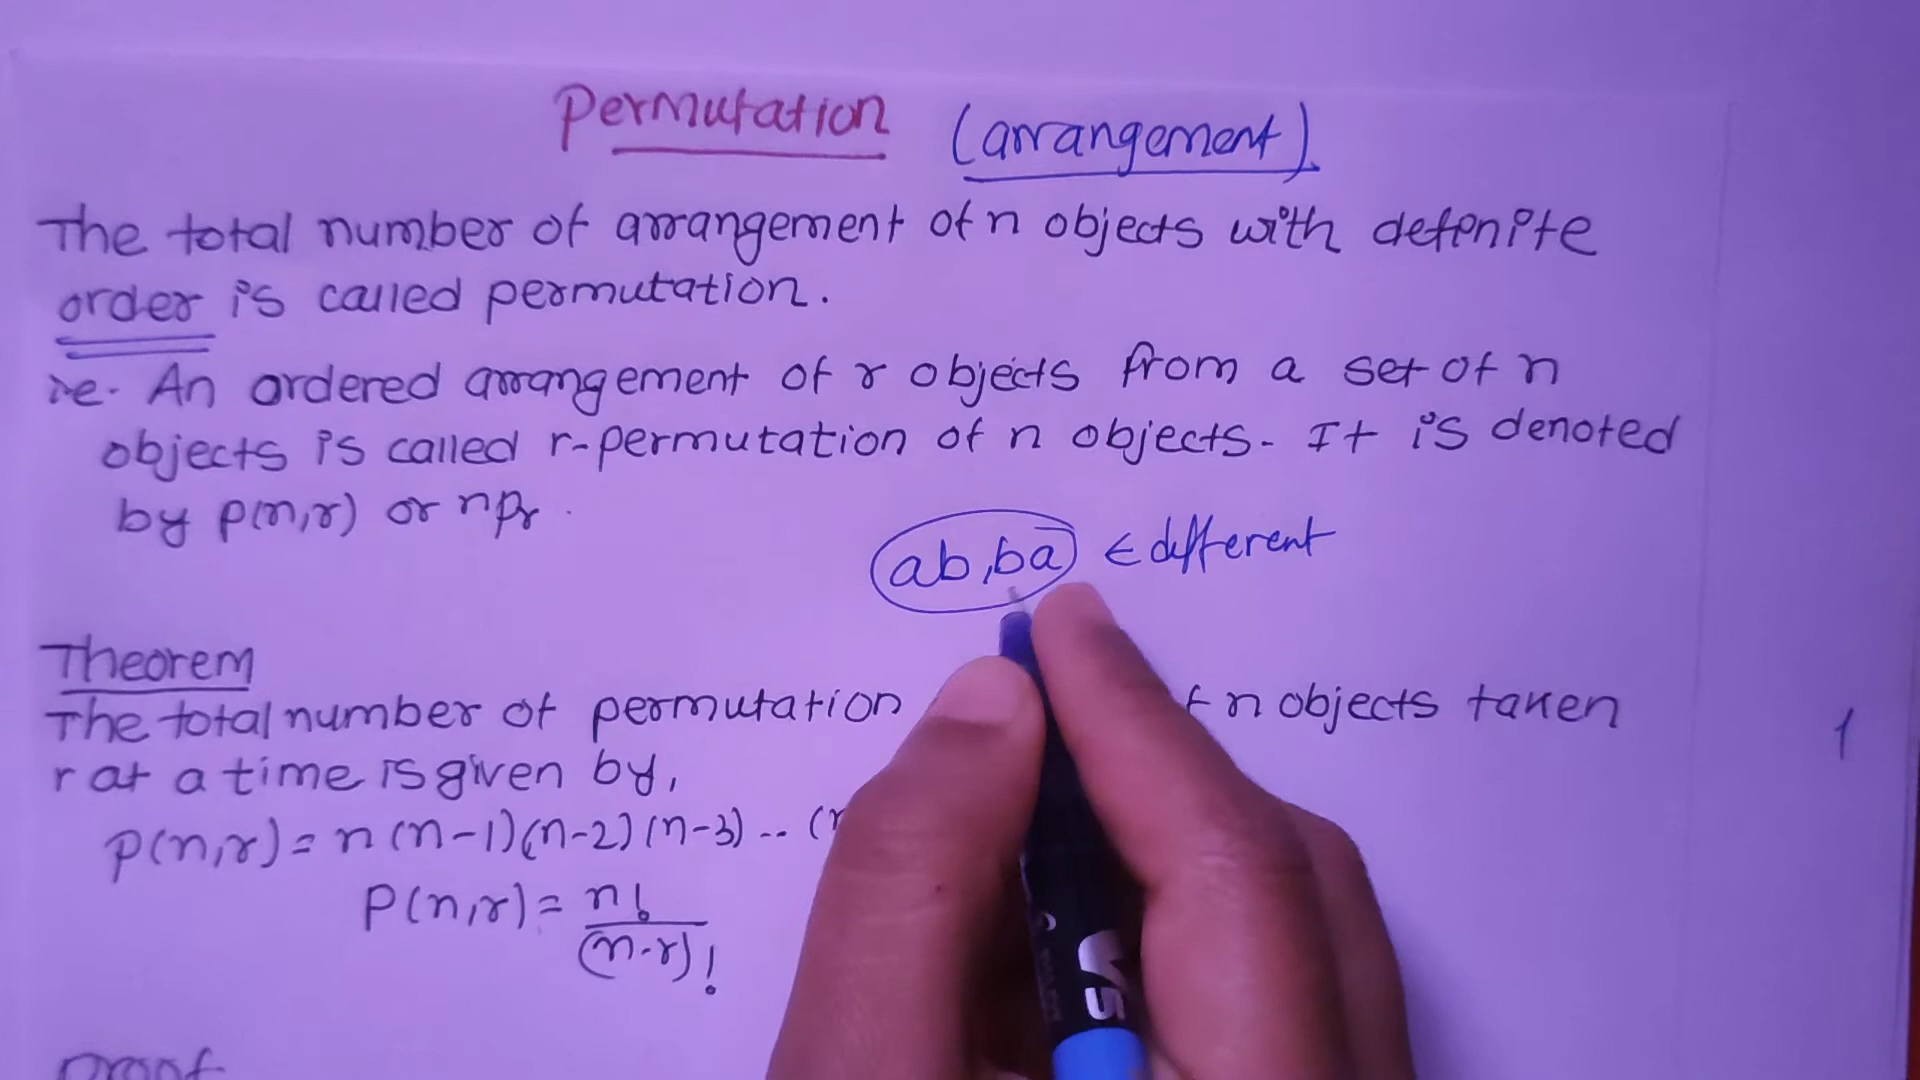 Permutation (arrangement).
The total number of arrangement of n objects with defenite
order is called permutation.
ie. An ordered arrangement of r objects from a set of n
objects is called r-permutation of n objects. It is denoted
by p(n,r) or npr.
ab, ba ∈ different
Theorem
The total number of permutation n objects taken
r at a time is given by,
p(n,r) = n(n-1)(n-2)(n-3)...(
P(n,r) = n!
(n-r)!
Proof
V5